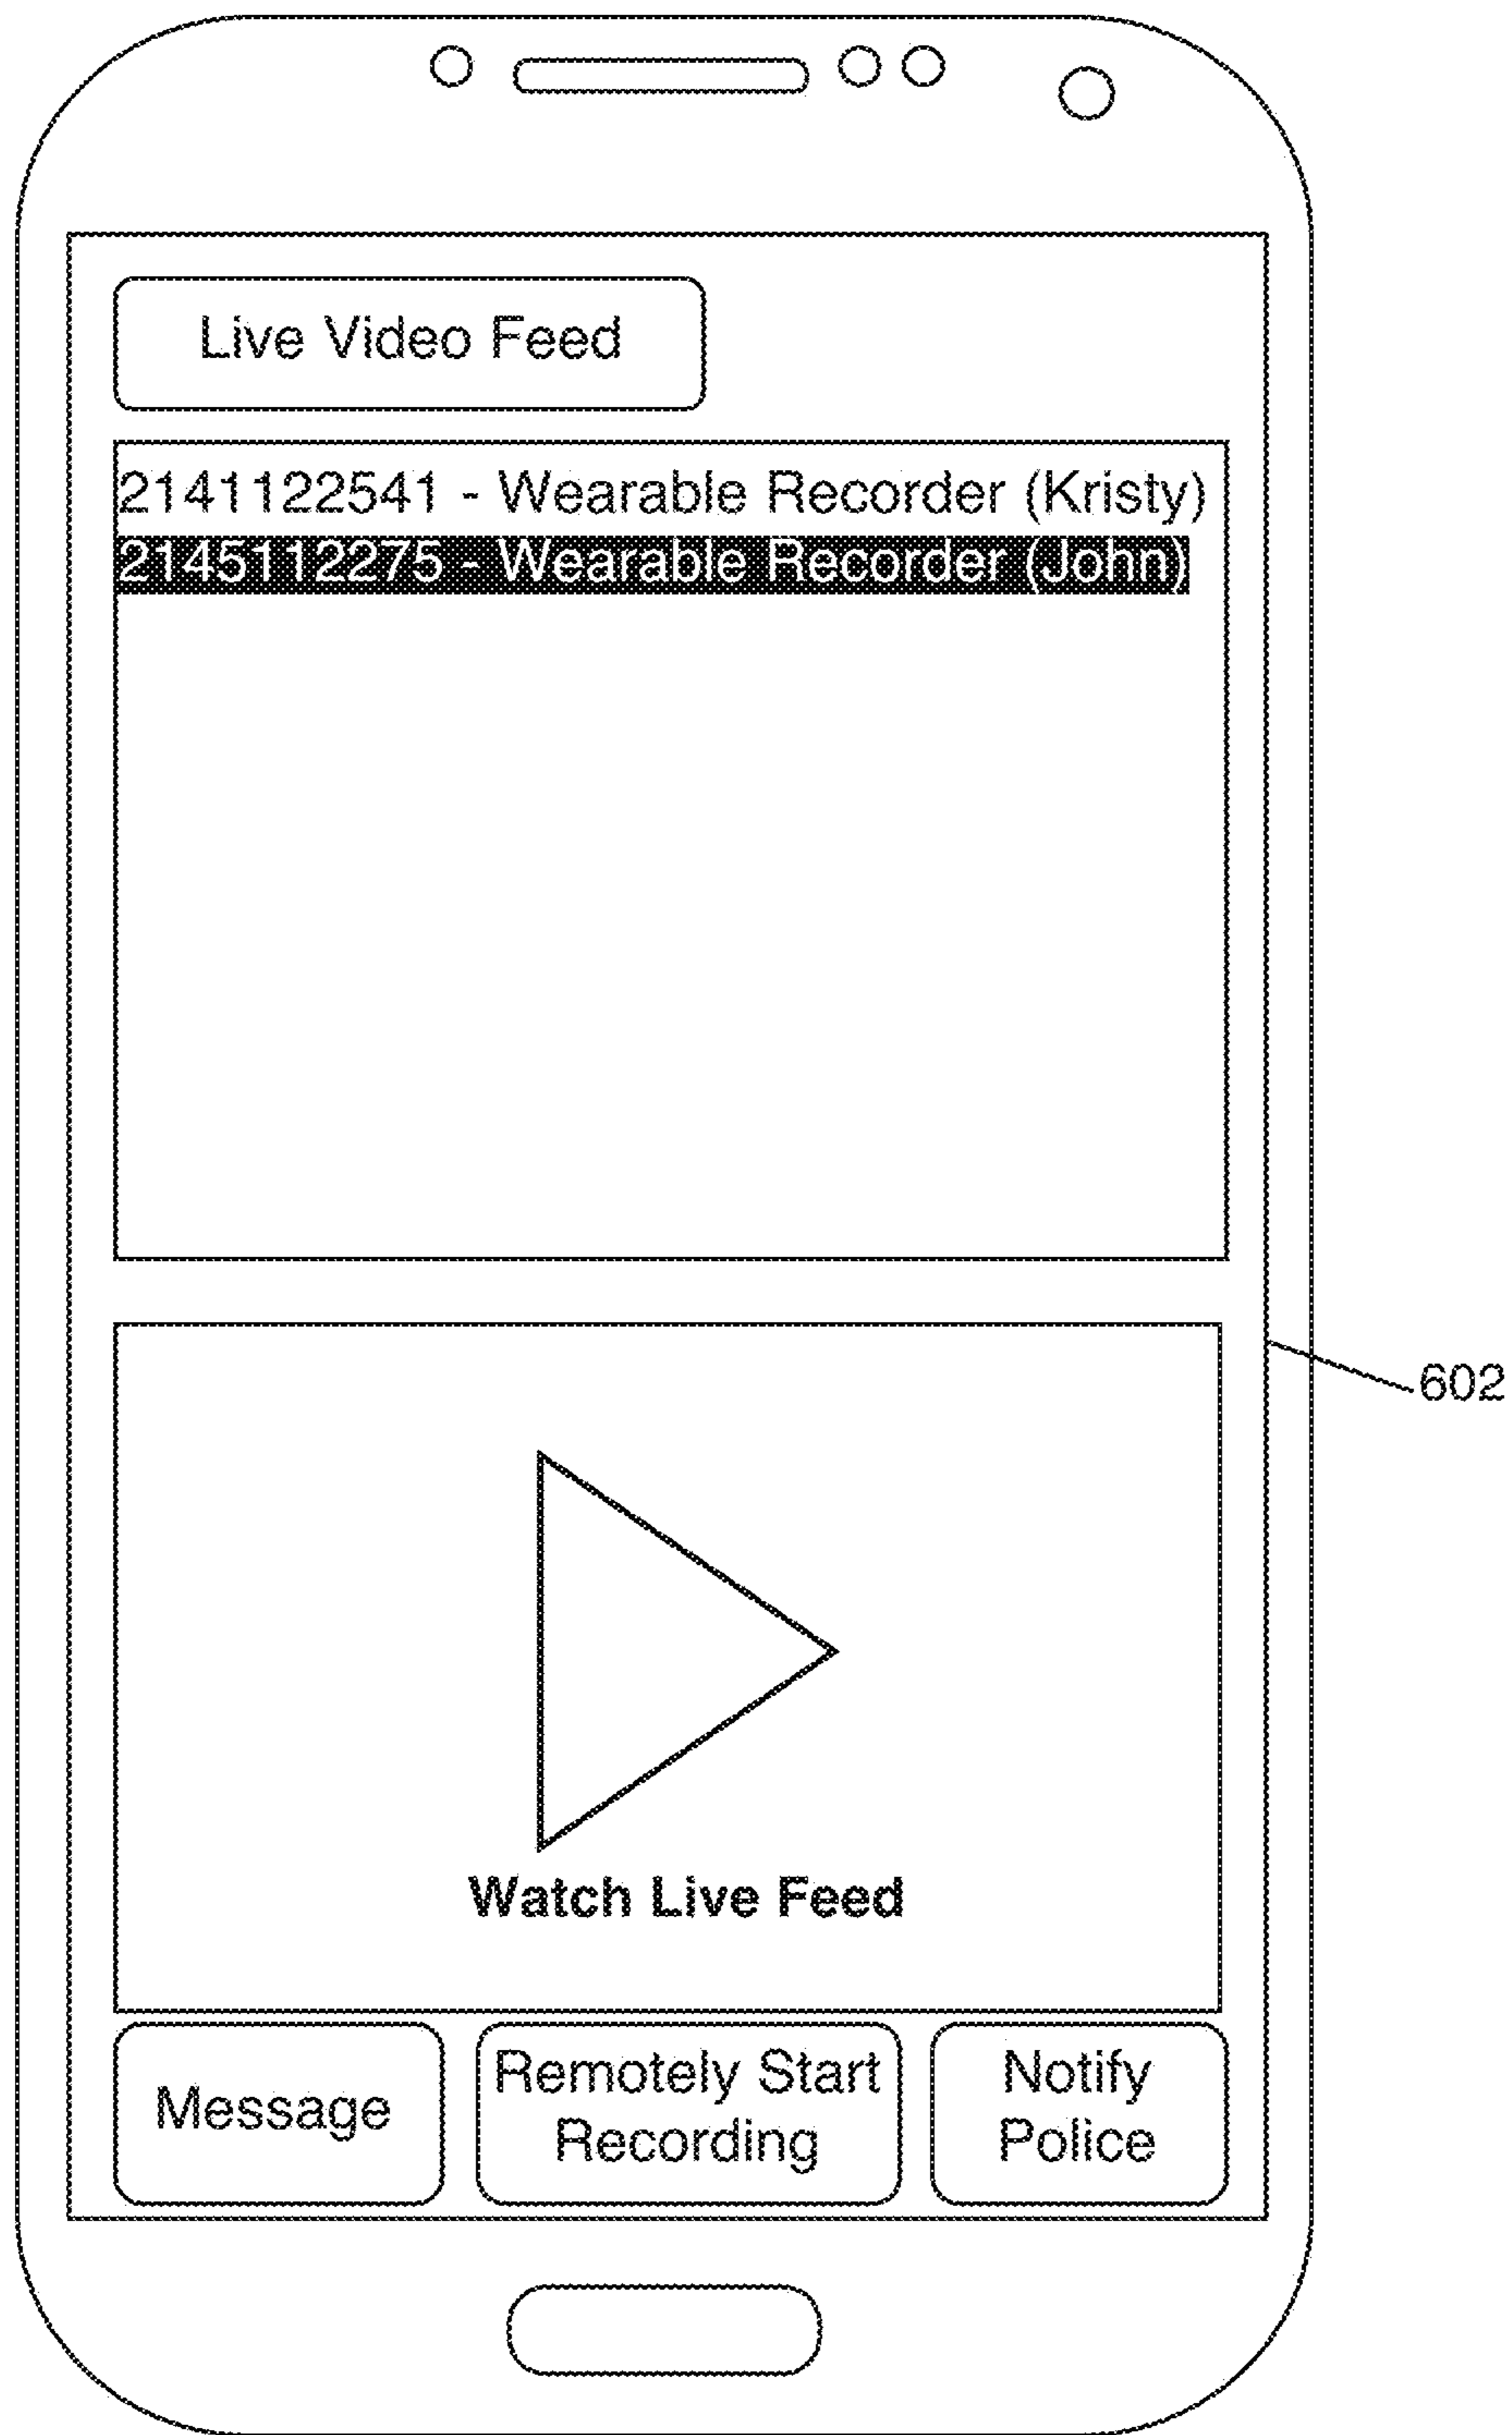 Live Video Feed
2141122541 - Wearable Recorder (Kristy)
2145112275 - Wearable Recorder (John)
602
Watch Live Feed
Message
Remotely Start
Recording
Notify
Police